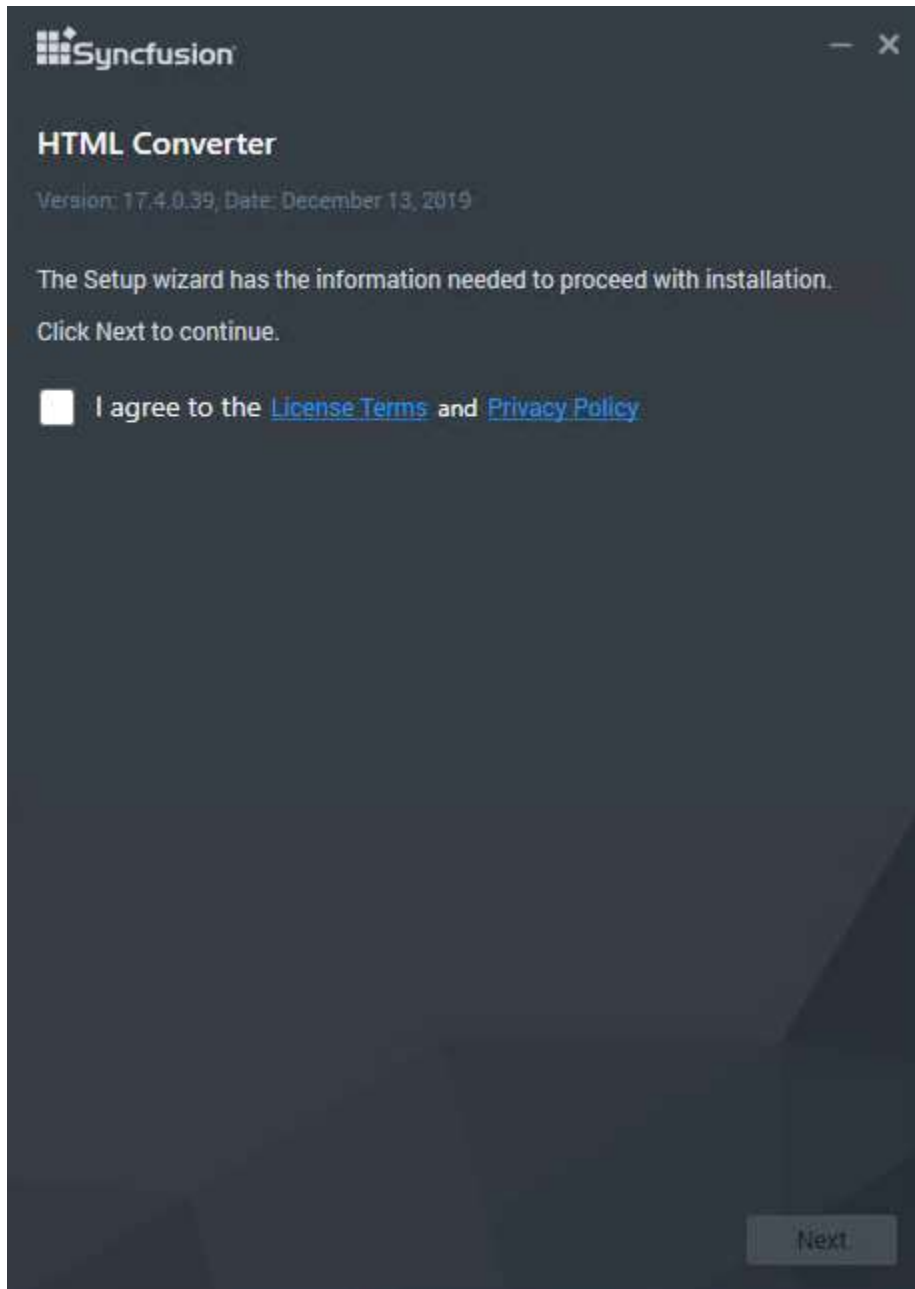 Syncfusion
HTML Converter
Version: 17.4.0.39, Date: December 13, 2019
The Setup wizard has the information needed to proceed with installation.
Click Next to continue.
I agree to the License Terms and Privacy Policy
Next